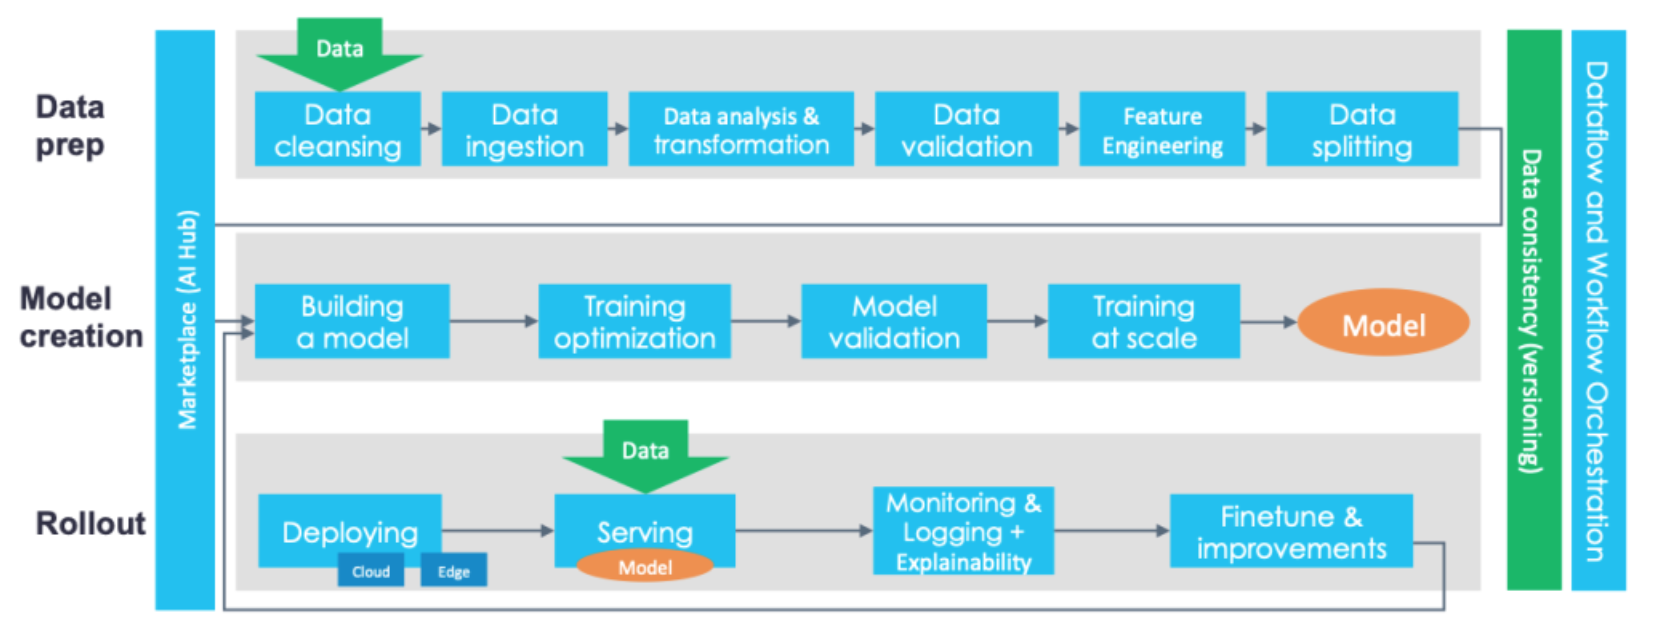 Data
prep
Model
creation
Rollout
Marketplace (AI Hub)
Data
Data
cleansing
Data
ingestion
Data analysis &
transformation
Data
validation
Feature
Engineering
Data
splitting
Building
a model
Training
optimization
Model
validation
Training
at scale
Model
Data
Deploying
Cloud
Edge
Serving
Model
Monitoring &
Logging +
Explainability
Finetune &
improvements
Data consistency (versioning)
Dataflow and Workflow Orchestration